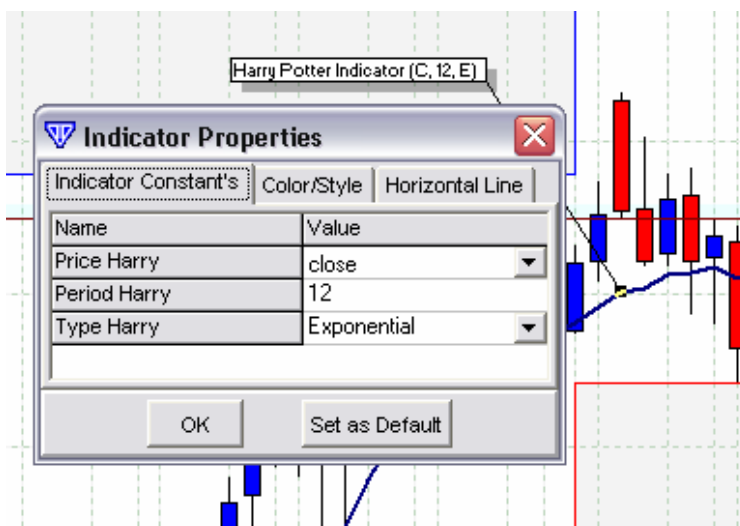 Harry Potter Indicator (C, 12, E)
Indicator Properties
Indicator Constant's Color/Style Horizontal Line
Name Value
Price Harry close
Period Harry 12
Type Harry Exponential
OK Set as Default